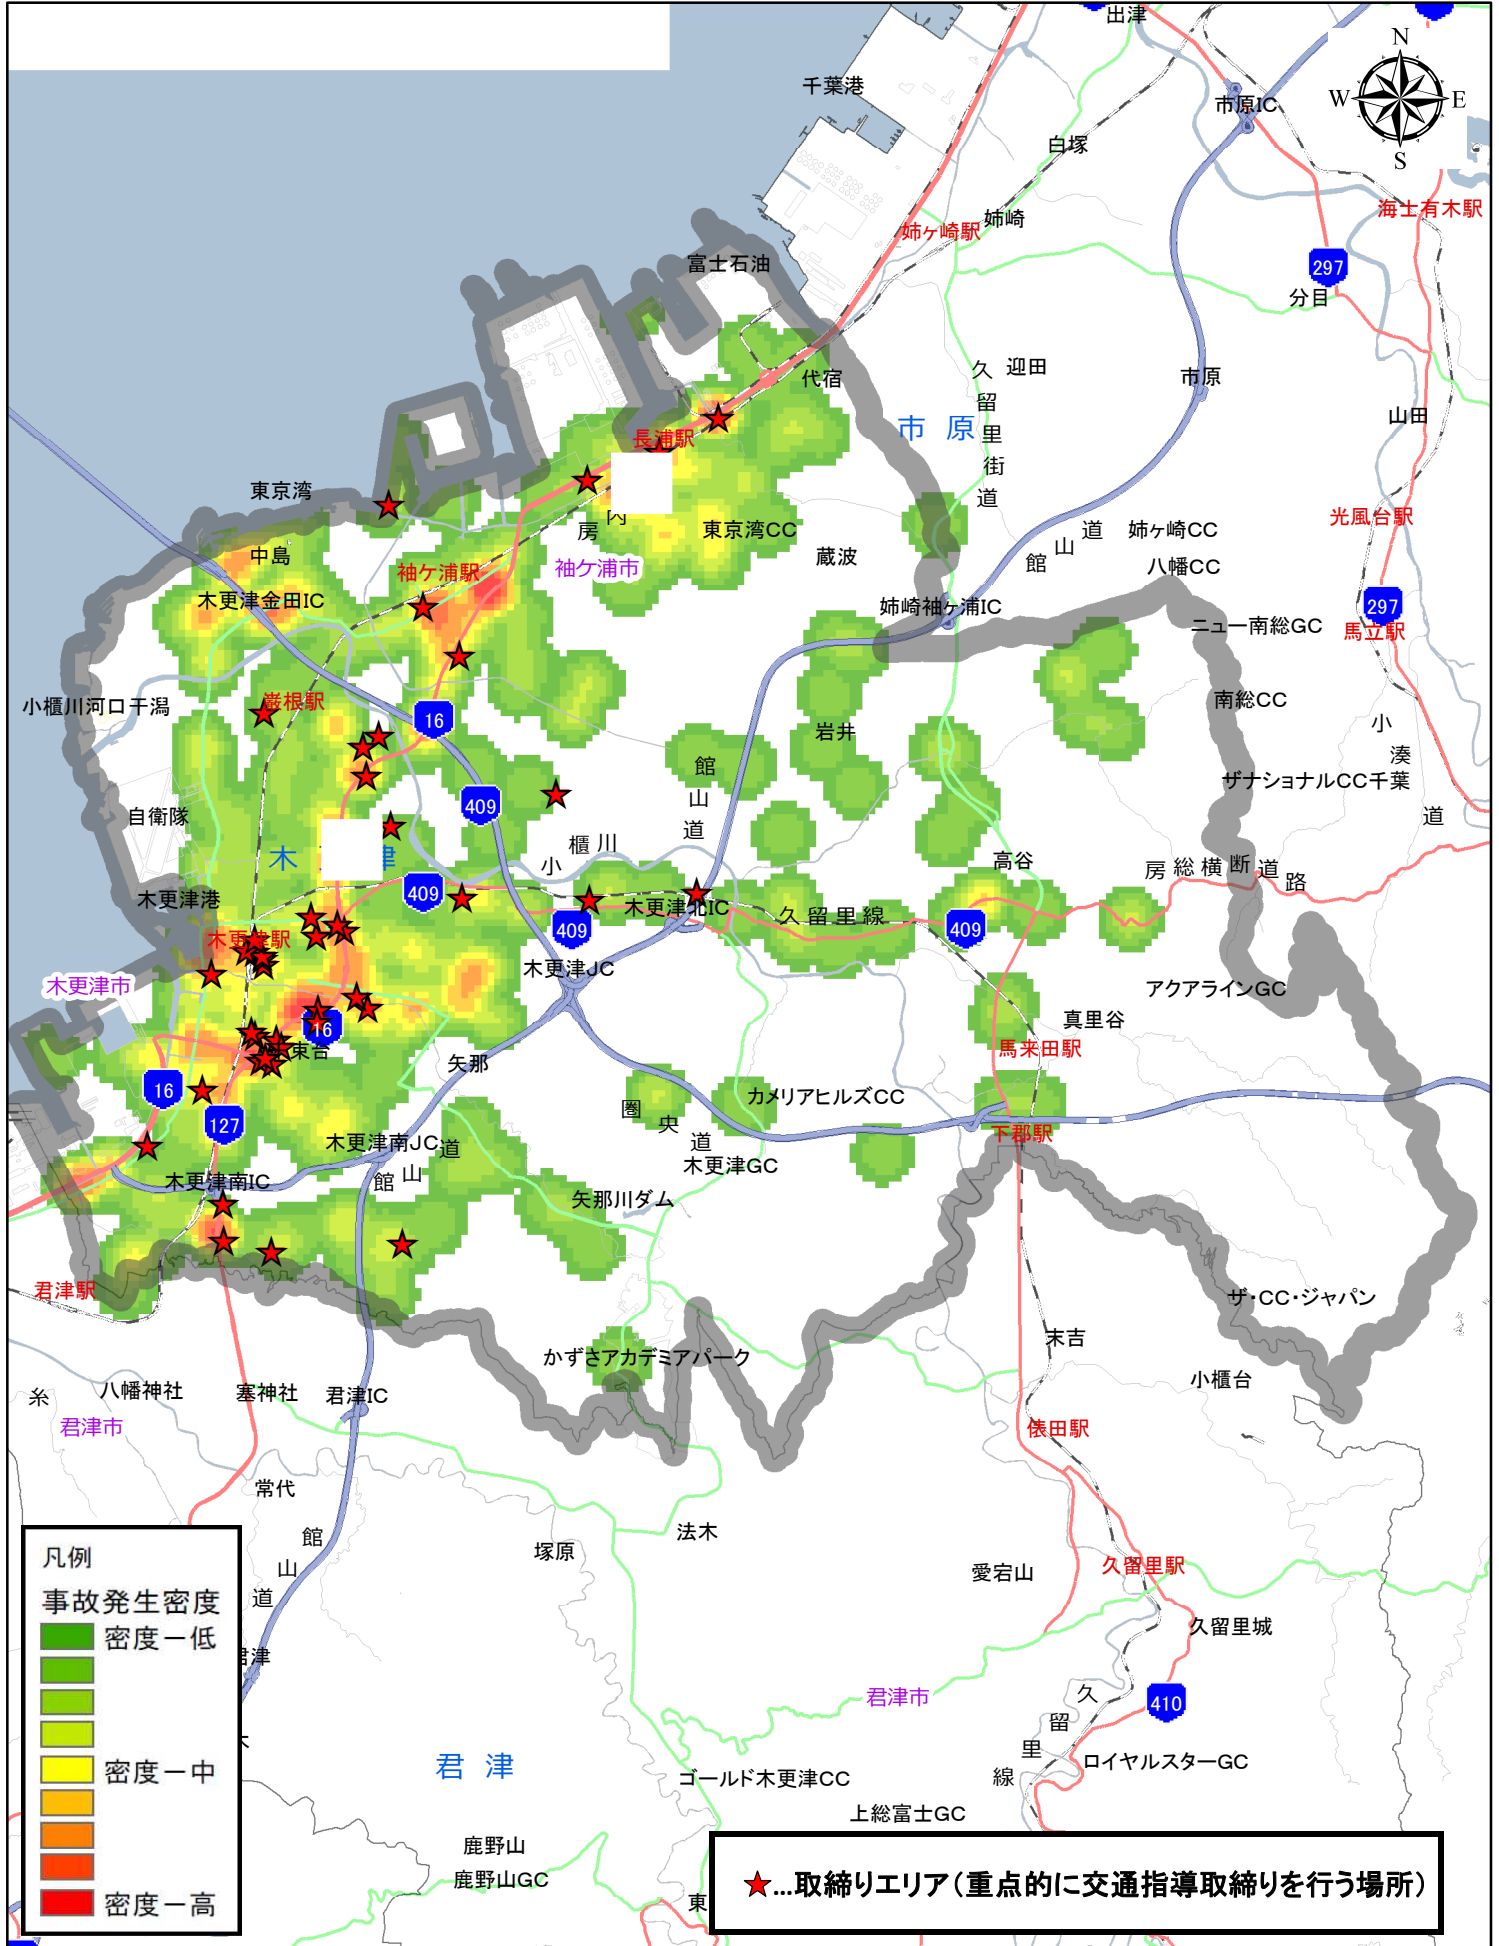 出津
千葉港
N
W
E
S
市原IC
白塚
海士有木駅
姉崎
姉ヶ崎駅
富士石油
297
分目
迎田
市原
代宿
久留里街道
山田
市原
長浦駅
東京湾
光風台駅
東京湾CC
内
房
中島
館山道
姉ヶ崎CC
蔵波
袖ケ浦市
八幡CC
袖ケ浦駅
木更津金田IC
姉崎袖ヶ浦IC
297
ニュー南総GC
馬立駅
小櫃川河口干潟
巌根駅
南総CC
16
岩井
小湊
館山道
ザナショナルCC千葉
409
自衛隊
道
小櫃川
木
津
高谷
房総横断道路
409
木更津港
木更津北IC
久留里線
409
409
木更津駅
木更津JC
木更津市
アクアラインGC
16
真里谷
東台
馬来田駅
矢那
16
カメリアヒルズCC
圏央道
127
下郡駅
木更津南JC
館山道
木更津GC
木更津南IC
矢那川ダム
君津駅
ザ・CC・ジャパン
末吉
かずさアカデミアパーク
小櫃台
八幡神社
塞神社
君津IC
糸
君津市
俵田駅
常代
法木
館山道
塚原
愛宕山
久留里駅
久留里城
君津
君津市
410
久留里線
君津
ロイヤルスターGC
ゴールド木更津CC
上総富士GC
鹿野山
鹿野山GC
東
凡例
事故発生密度
密度－低
密度－中
密度－高
★...取締りエリア（重点的に交通指導取締りを行う場所）